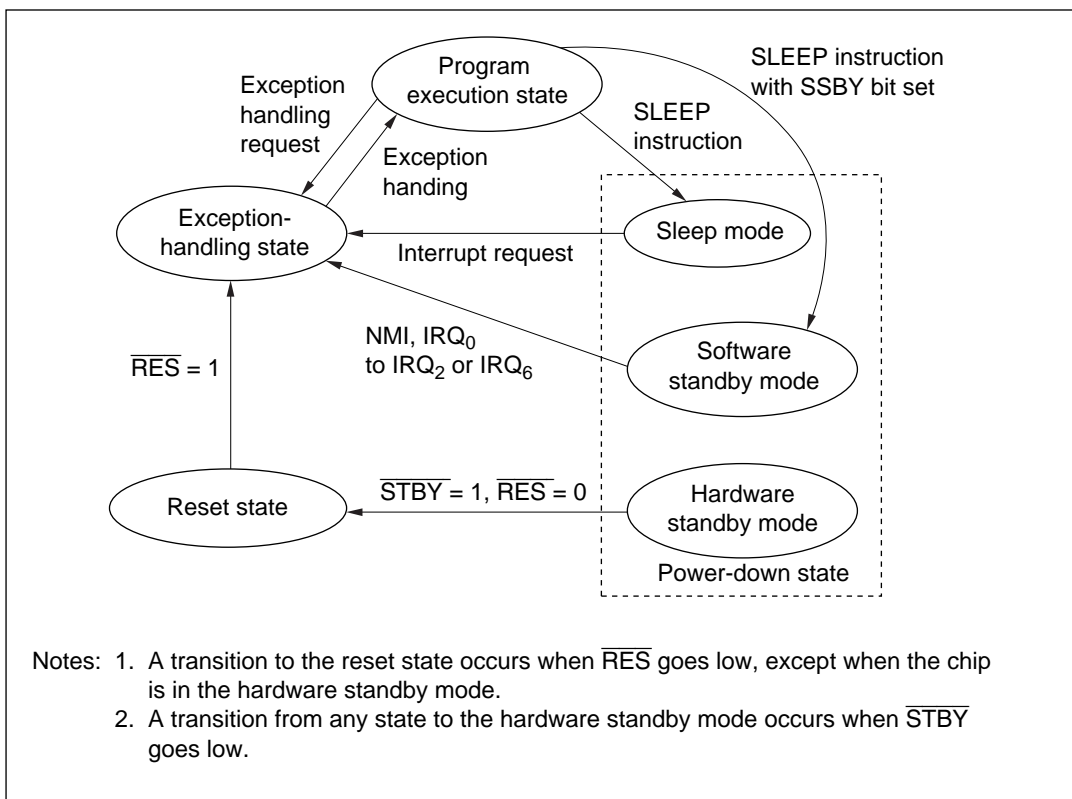 Program
execution state
SLEEP instruction
with SSBY bit set
Exception
handling
request
SLEEP
instruction
Exception
handing
Exception-
handling state
Sleep mode
Interrupt request
NMI, IRQ0
to IRQ2 or IRQ6
Software
standby mode
RES = 1
Reset state
STBY = 1, RES = 0
Hardware
standby mode
Power-down state
Notes: 1. A transition to the reset state occurs when RES goes low, except when the chip
is in the hardware standby mode.
2. A transition from any state to the hardware standby mode occurs when STBY
goes low.